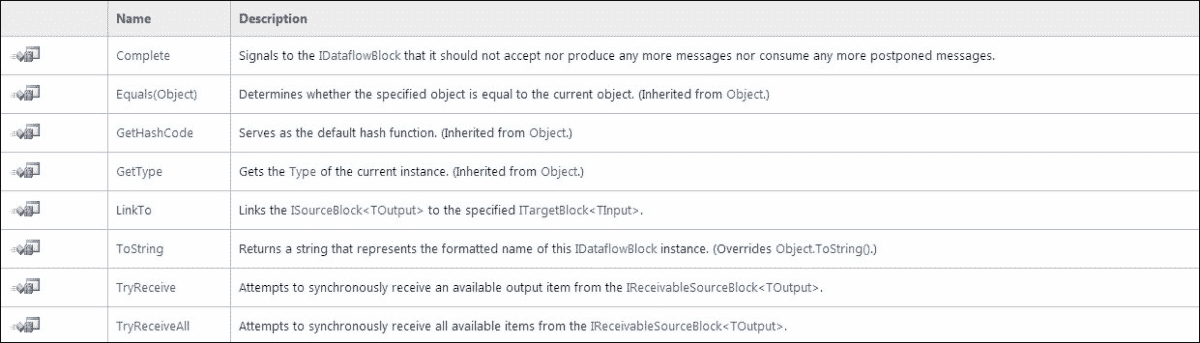 Name Description
Complete Signals to the IDataflowBlock that it should not accept nor produce any more messages nor consume any more postponed messages.
Equals(Object) Determines whether the specified object is equal to the current object. (Inherited from Object.)
GetHashCode Serves as the default hash function. (Inherited from Object.)
GetType Gets the Type of the current instance. (Inherited from Object.)
LinkTo Links the ISourceBlock<TOutput> to the specified ITargetBlock<TInput>.
ToString Returns a string that represents the formatted name of this IDataflowBlock instance. (Overrides Object.ToString().)
TryReceive Attempts to synchronously receive an available output item from the IReceivableSourceBlock<TOutput>.
TryReceiveAll Attempts to synchronously receive all available items from the IReceivableSourceBlock<TOutput>.